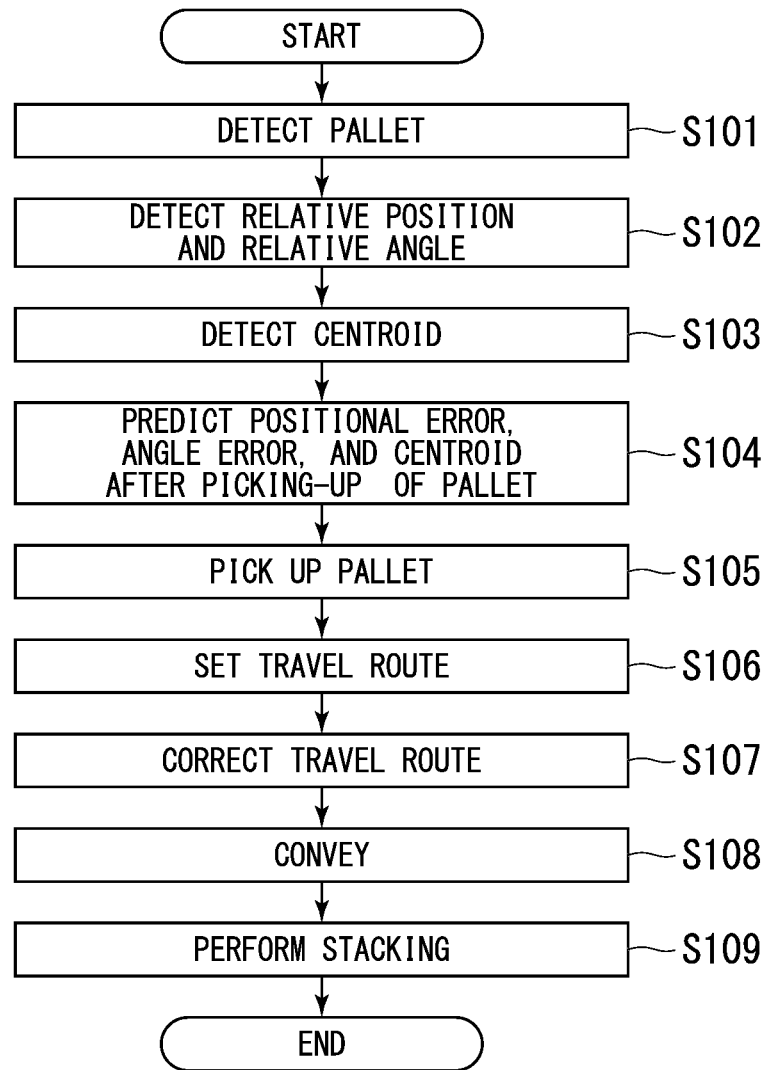 START
DETECT PALLET
S101
DETECT RELATIVE POSITION
AND RELATIVE ANGLE
S102
DETECT CENTROID
S103
PREDICT POSITIONAL ERROR,
ANGLE ERROR, AND CENTROID
AFTER PICKING-UP OF PALLET
S104
PICK UP PALLET
S105
SET TRAVEL ROUTE
S106
CORRECT TRAVEL ROUTE
S107
CONVEY
S108
PERFORM STACKING
S109
END